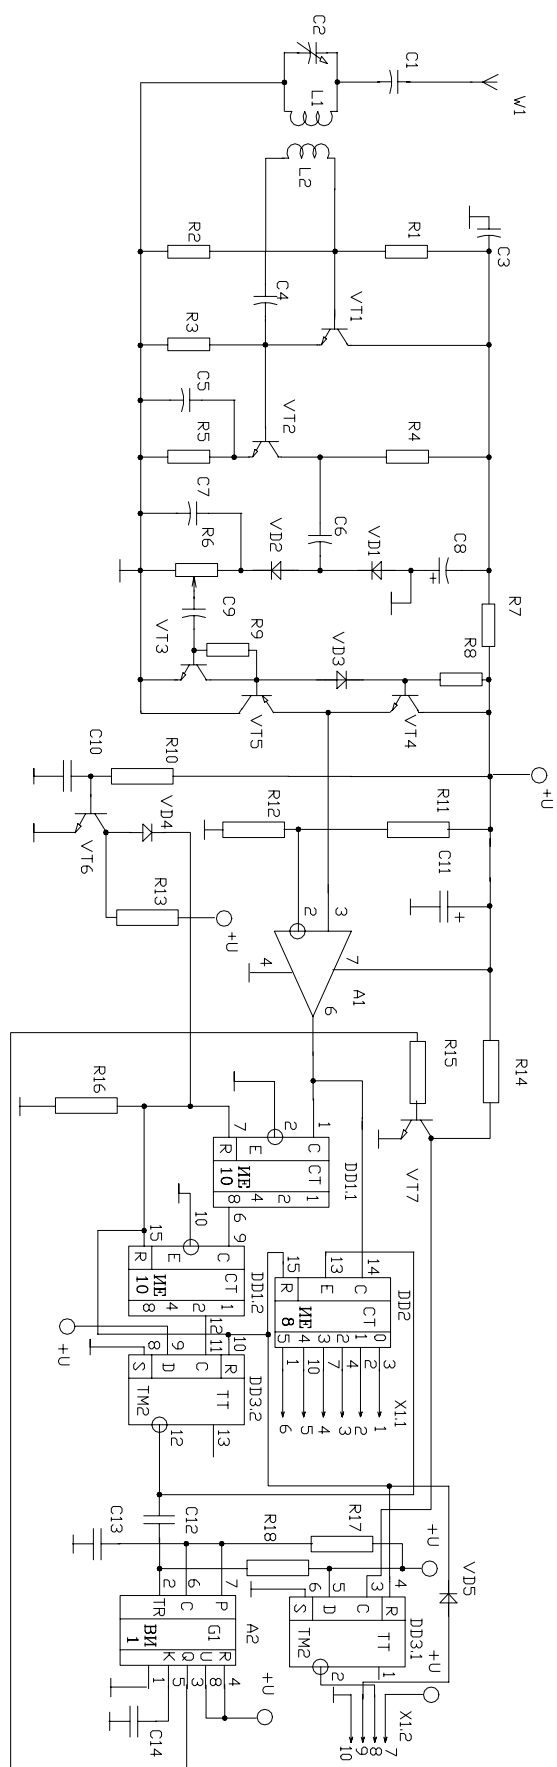 W1
C1
C2
L1
L2
C3
R1
R2
VT1
C4
R3
VT2
R4
C5
R5
C6
C7
R6
VD2
VD1
C8
+
R7
C9
VT3
R9
VD3
R8
VT5
VT4
+U
C10
R10
VT6
VD4
R13
+U
R12
R11
C11
+
2
3
4
7
A1
6
R15
R14
VT7
R16
2
1
7
R
E
C
ИЕ
10
CT
8
4
2
1
DD1.1
6
10
9
15
R
E
C
ИЕ
10
CT
8
4
2
1
DD1.2
12
11
10
9
8
+U
S
D
C
R
TM2
TT
DD3.2
12
13
15
13
14
R
E
C
ИЕ
8
CT
5
4
3
2
1
0
DD2
1
10
7
4
2
3
6
5
4
3
2
1
X1.1
C13
C12
R18
R17
+U
VD5
2
6
7
TR
C
P
ВИ
1
G1
K
Q
U
R
A2
1
5
3
8
4
C14
+U
6
5
3
4
S
D
C
R
TM2
TT
DD3.1
2
1
+U
X1.2
10
9
8
7